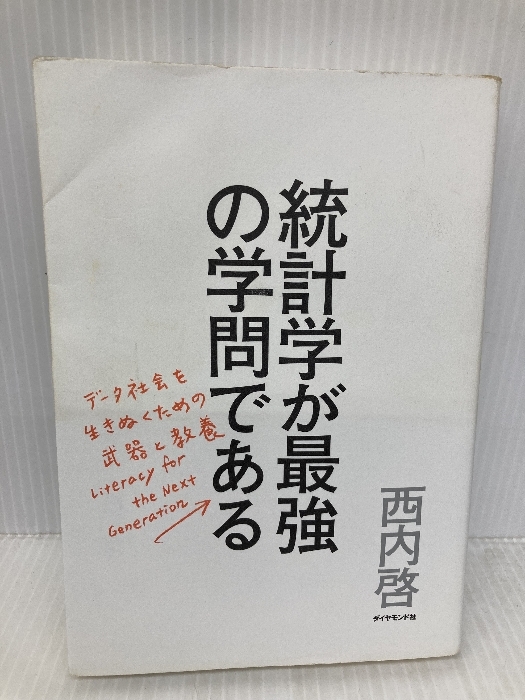 統計学が最強
の学問である
データ社会を
生きぬくための
武器と教養
Literacy for
the Next
Generation
西内啓
ダイヤモンド社